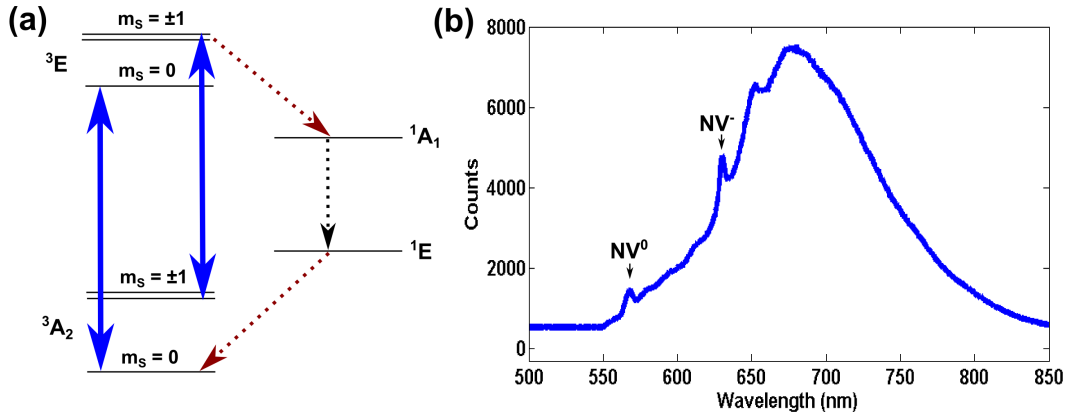 (a)
m_S = ±1
³E
m_S = 0
¹A₁
¹E
m_S = ±1
³A₂
m_S = 0
(b)
8000
6000
4000
2000
0
Counts
NV⁻
NV⁰
500 550 600 650 700 750 800 850
Wavelength (nm)